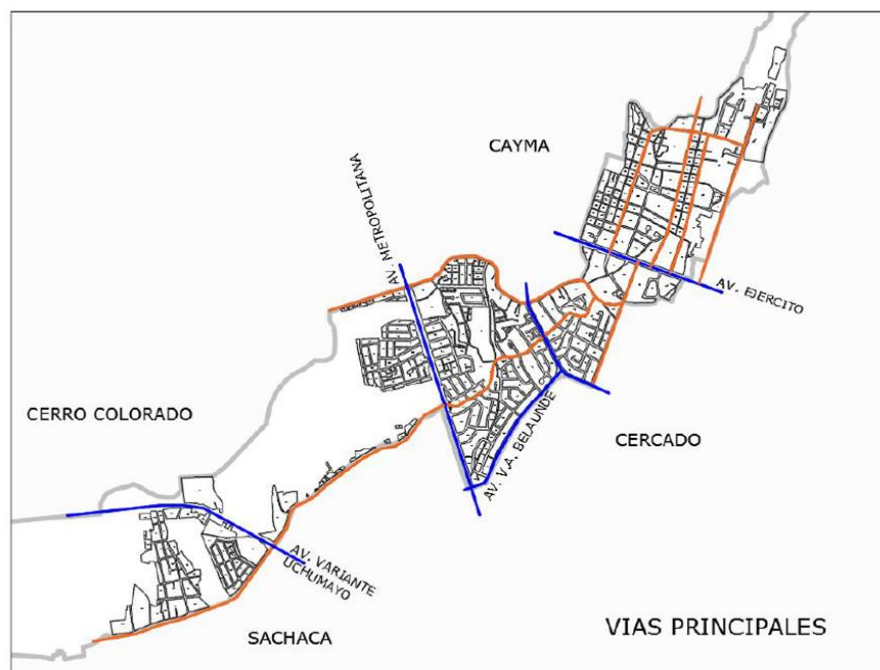 CAYMA
AV. METROPOLITANA
AV. EJERCITO
CERRO COLORADO
CERCADO
AV. V.A. BELAUNDE
AV. VARIANTE
UCHUMAYO
VIAS PRINCIPALES
SACHACA